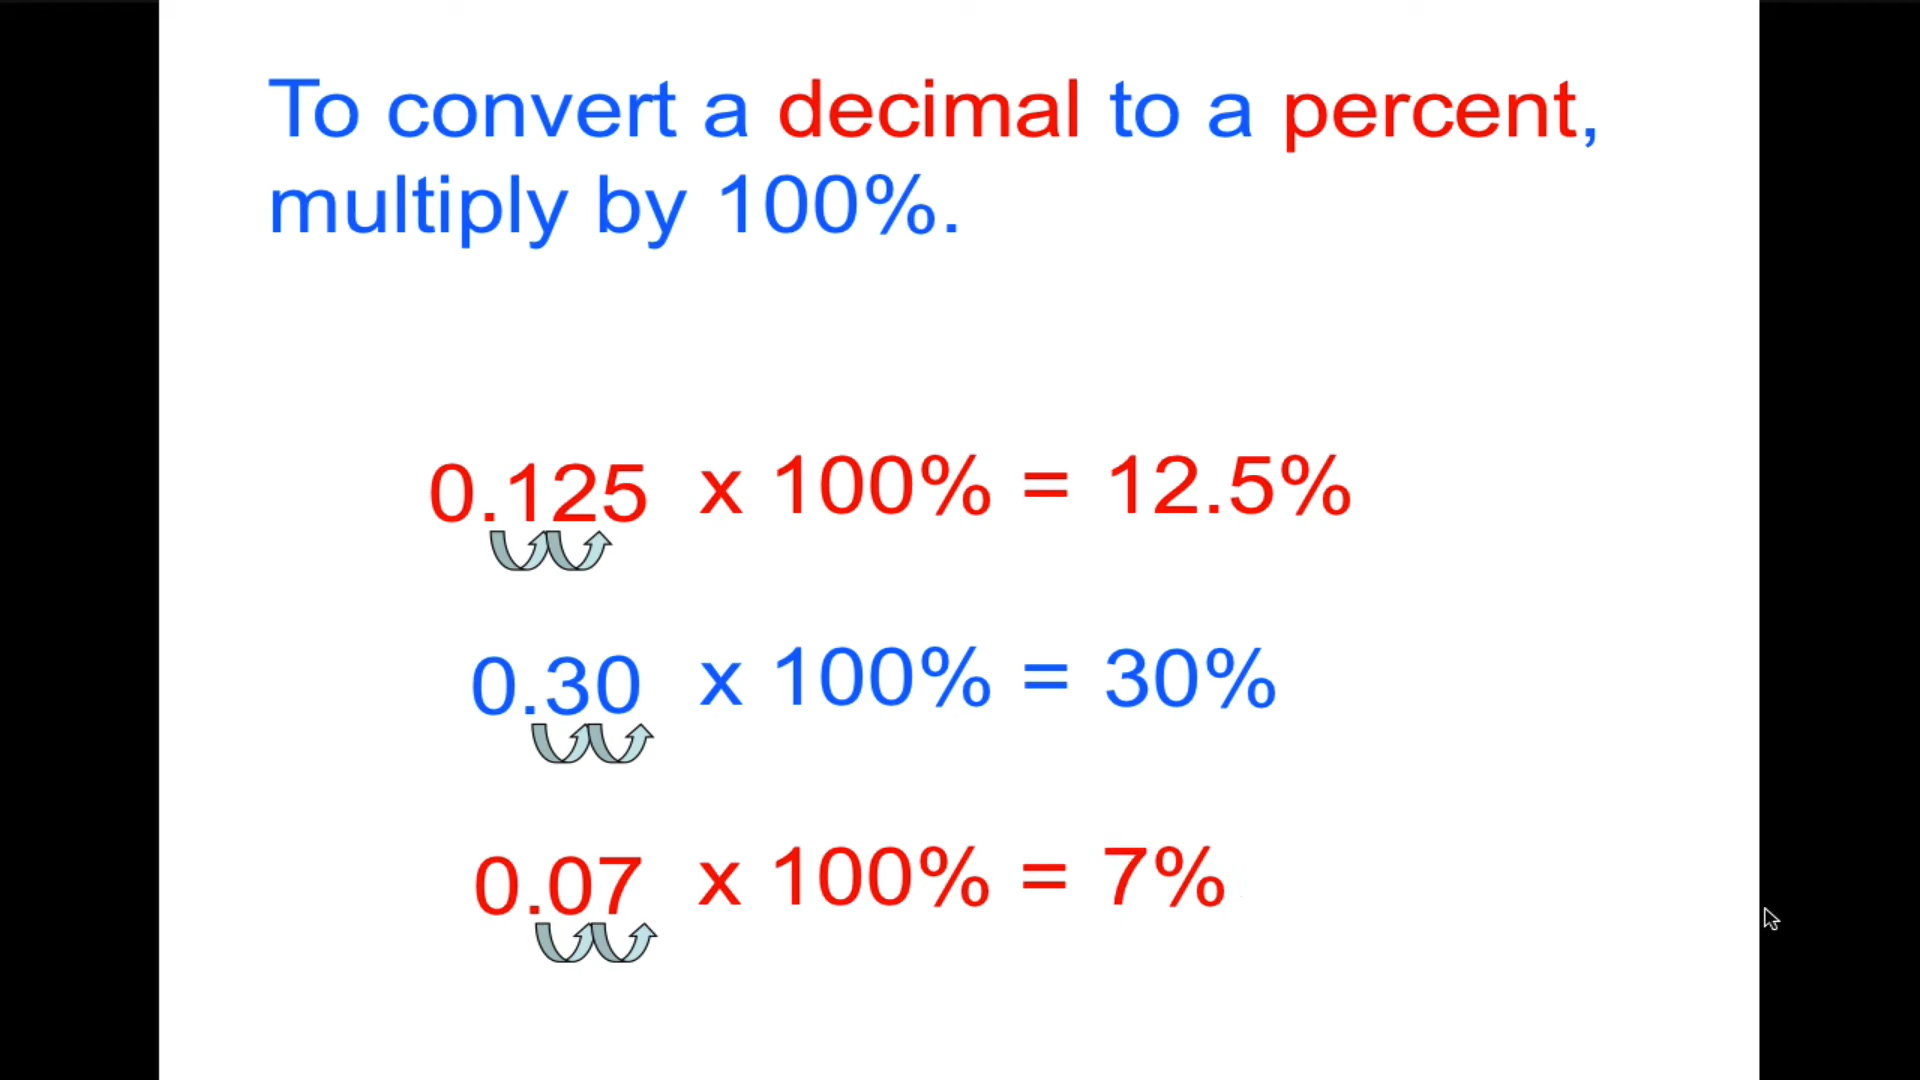 To convert a decimal to a percent,
multiply by 100%.
0.125 x 100% = 12.5%
0.30 x 100% = 30%
0.07 x 100% = 7%